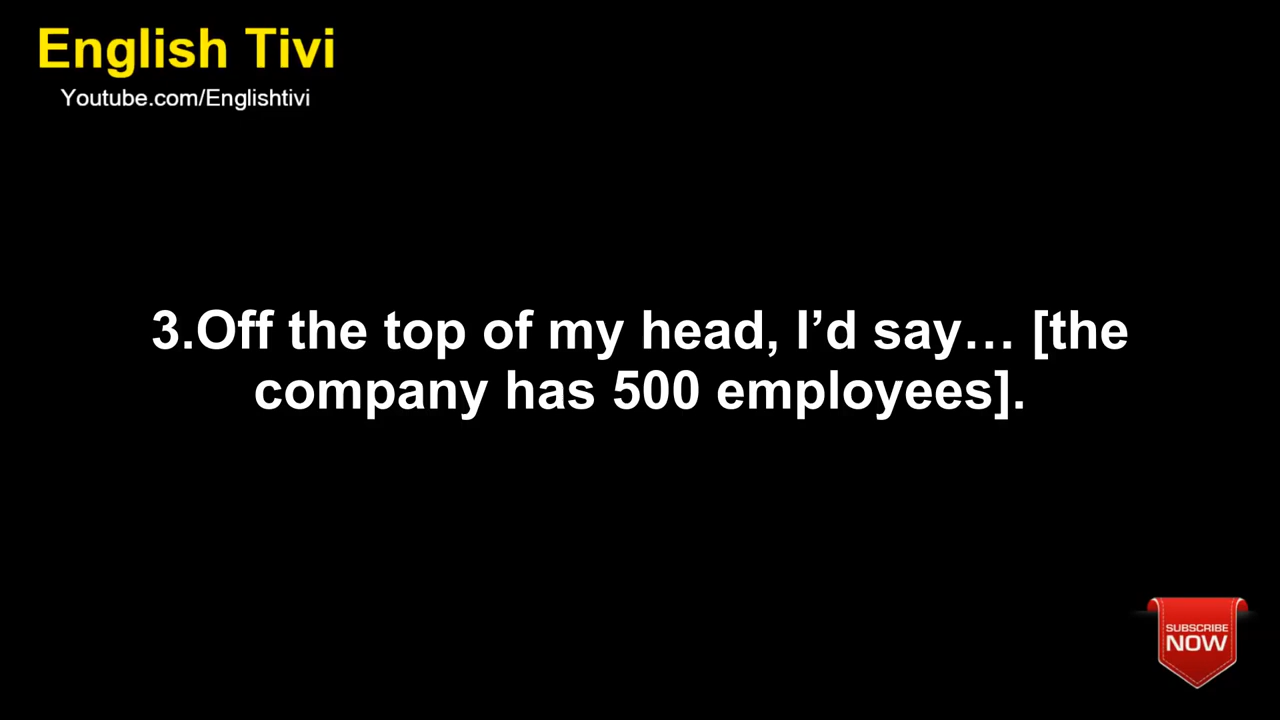 English Tivi
Youtube.com/Englishtivi
3.Off the top of my head, I’d say… [the
company has 500 employees].
SUBSCRIBE
NOW